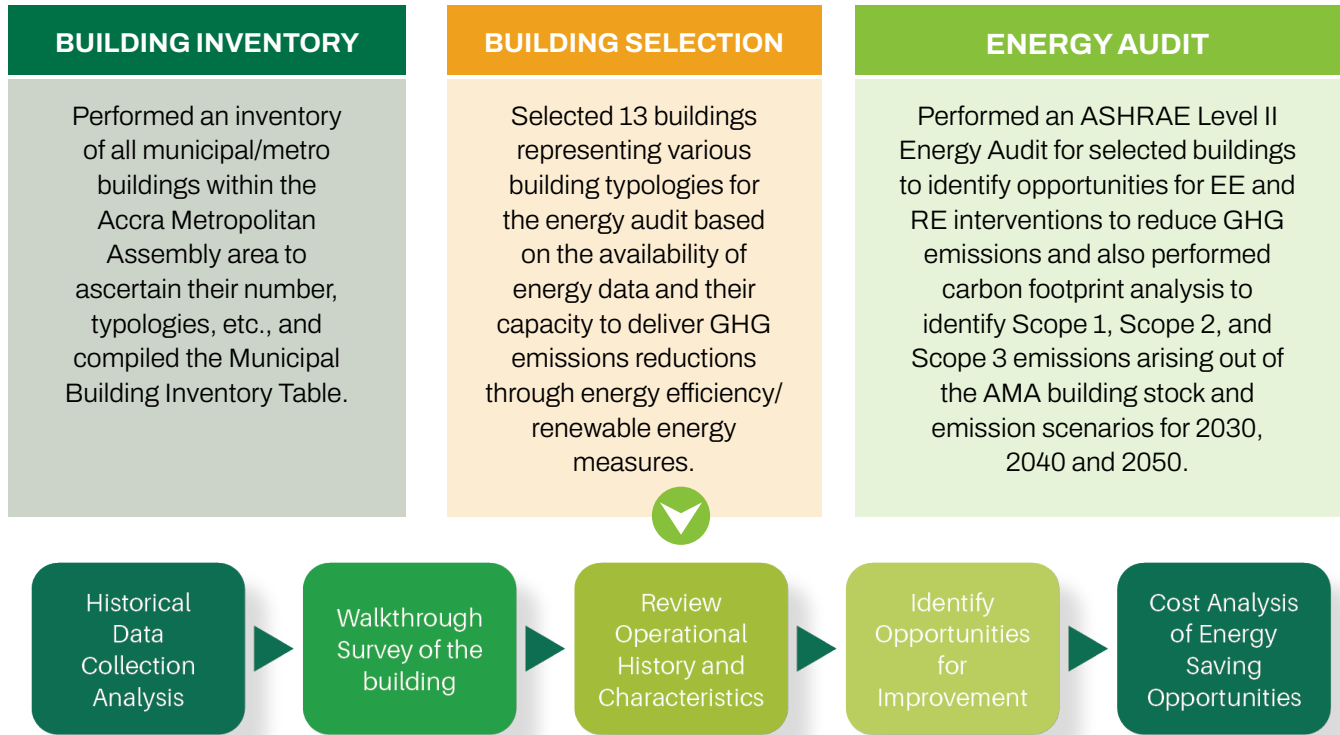 BUILDING INVENTORY
Performed an inventory
of all municipal/metro
buildings within the
Accra Metropolitan
Assembly area to
ascertain their number,
typologies, etc., and
compiled the Municipal
Building Inventory Table.
BUILDING SELECTION
Selected 13 buildings
representing various
building typologies for
the energy audit based
on the availability of
energy data and their
capacity to deliver GHG
emissions reductions
through energy efficiency/
renewable energy
measures.
ENERGY AUDIT
Performed an ASHRAE Level II
Energy Audit for selected buildings
to identify opportunities for EE and
RE interventions to reduce GHG
emissions and also performed
carbon footprint analysis to
identify Scope 1, Scope 2, and
Scope 3 emissions arising out of
the AMA building stock and
emission scenarios for 2030,
2040 and 2050.
Historical
Data
Collection
Analysis
Walkthrough
Survey of the
building
Review
Operational
History and
Characteristics
Identify
Opportunities
for
Improvement
Cost Analysis
of Energy
Saving
Opportunities